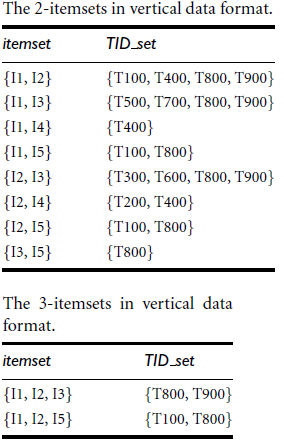 The 2-itemsets in vertical data format.
itemset TID_set
{I1, I2} {T100, T400, T800, T900}
{I1, I3} {T500, T700, T800, T900}
{I1, I4} {T400}
{I1, I5} {T100, T800}
{I2, I3} {T300, T600, T800, T900}
{I2, I4} {T200, T400}
{I2, I5} {T100, T800}
{I3, I5} {T800}
The 3-itemsets in vertical data
format.
itemset TID_set
{I1, I2, I3} {T800, T900}
{I1, I2, I5} {T100, T800}